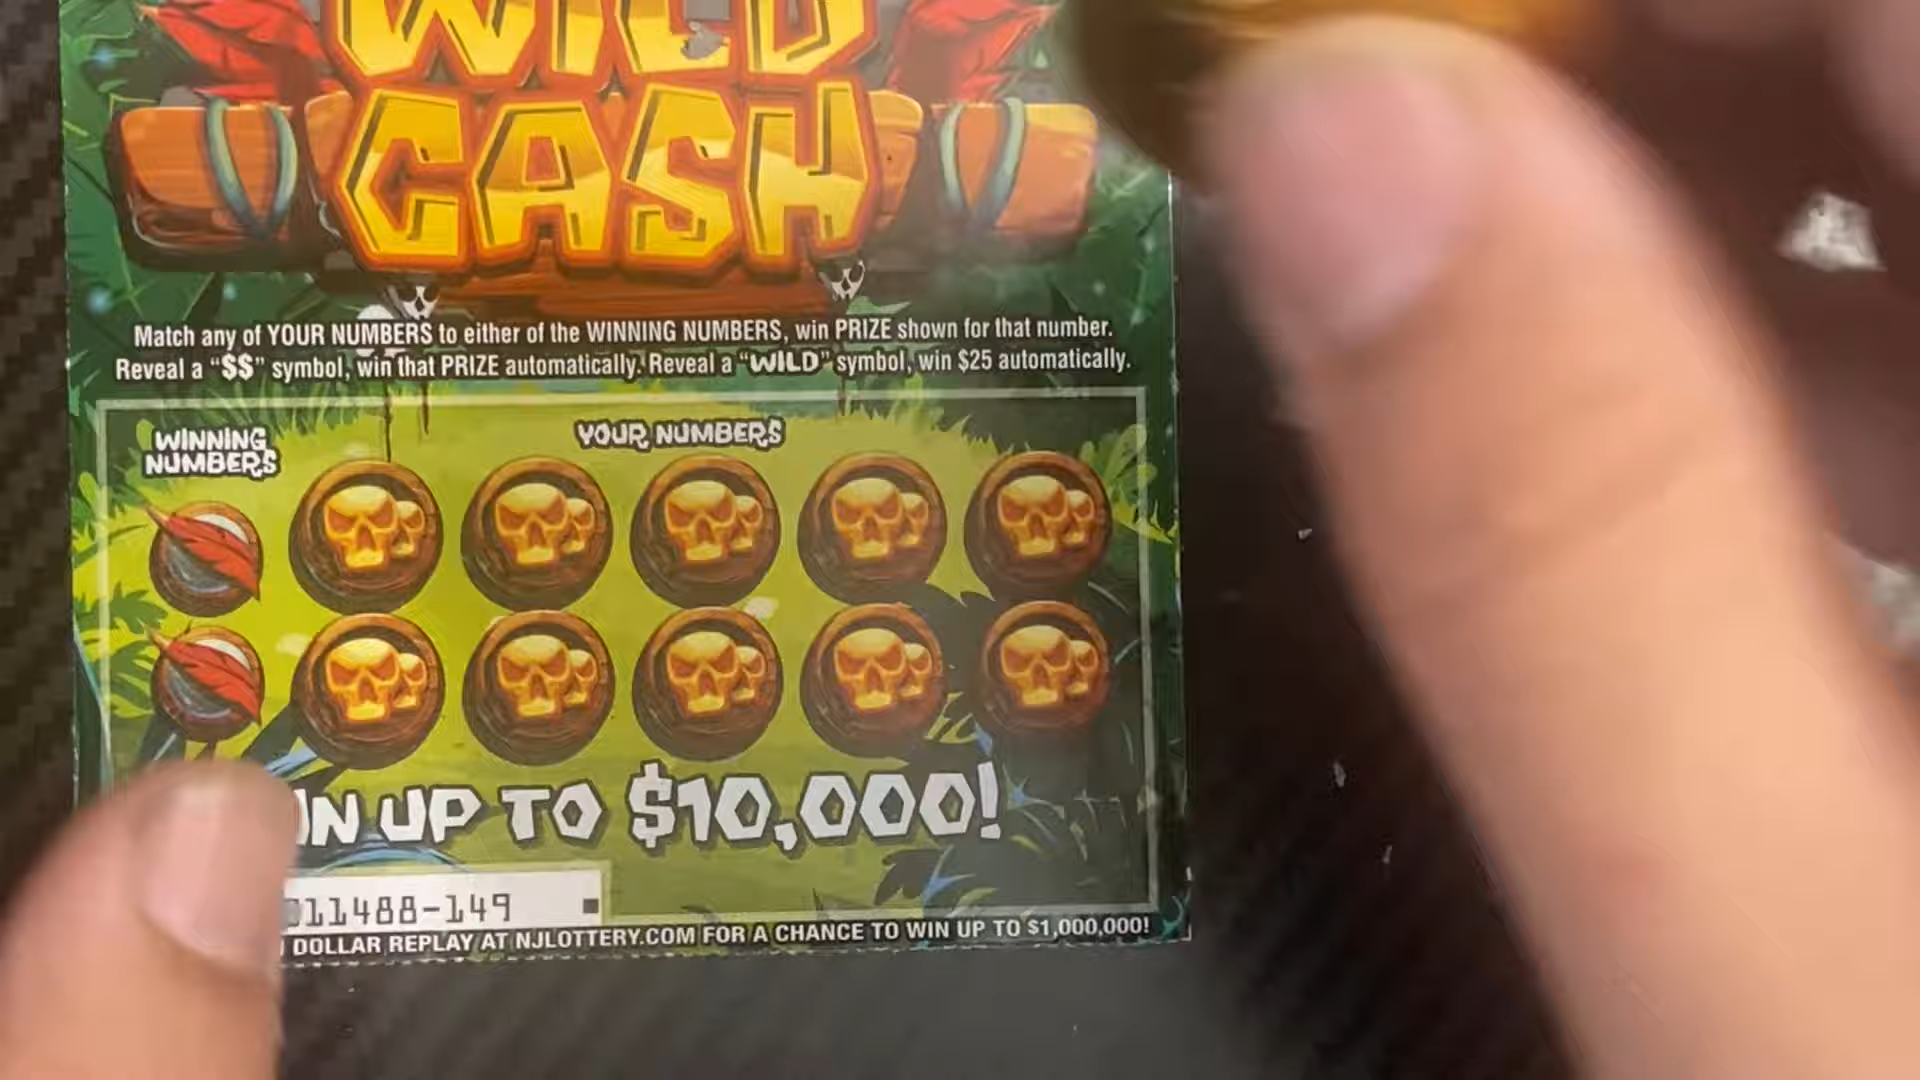 WILD
CASH
Match any of YOUR NUMBERS to either of the WINNING NUMBERS, win PRIZE shown for that number.
Reveal a “$$” symbol, win that PRIZE automatically. Reveal a “WILD” symbol, win $25 automatically.
WINNING
NUMBERS
YOUR NUMBERS
IN UP TO $10,000!
11488-149
DOLLAR REPLAY AT NJLOTTERY.COM FOR A CHANCE TO WIN UP TO $1,000,000!